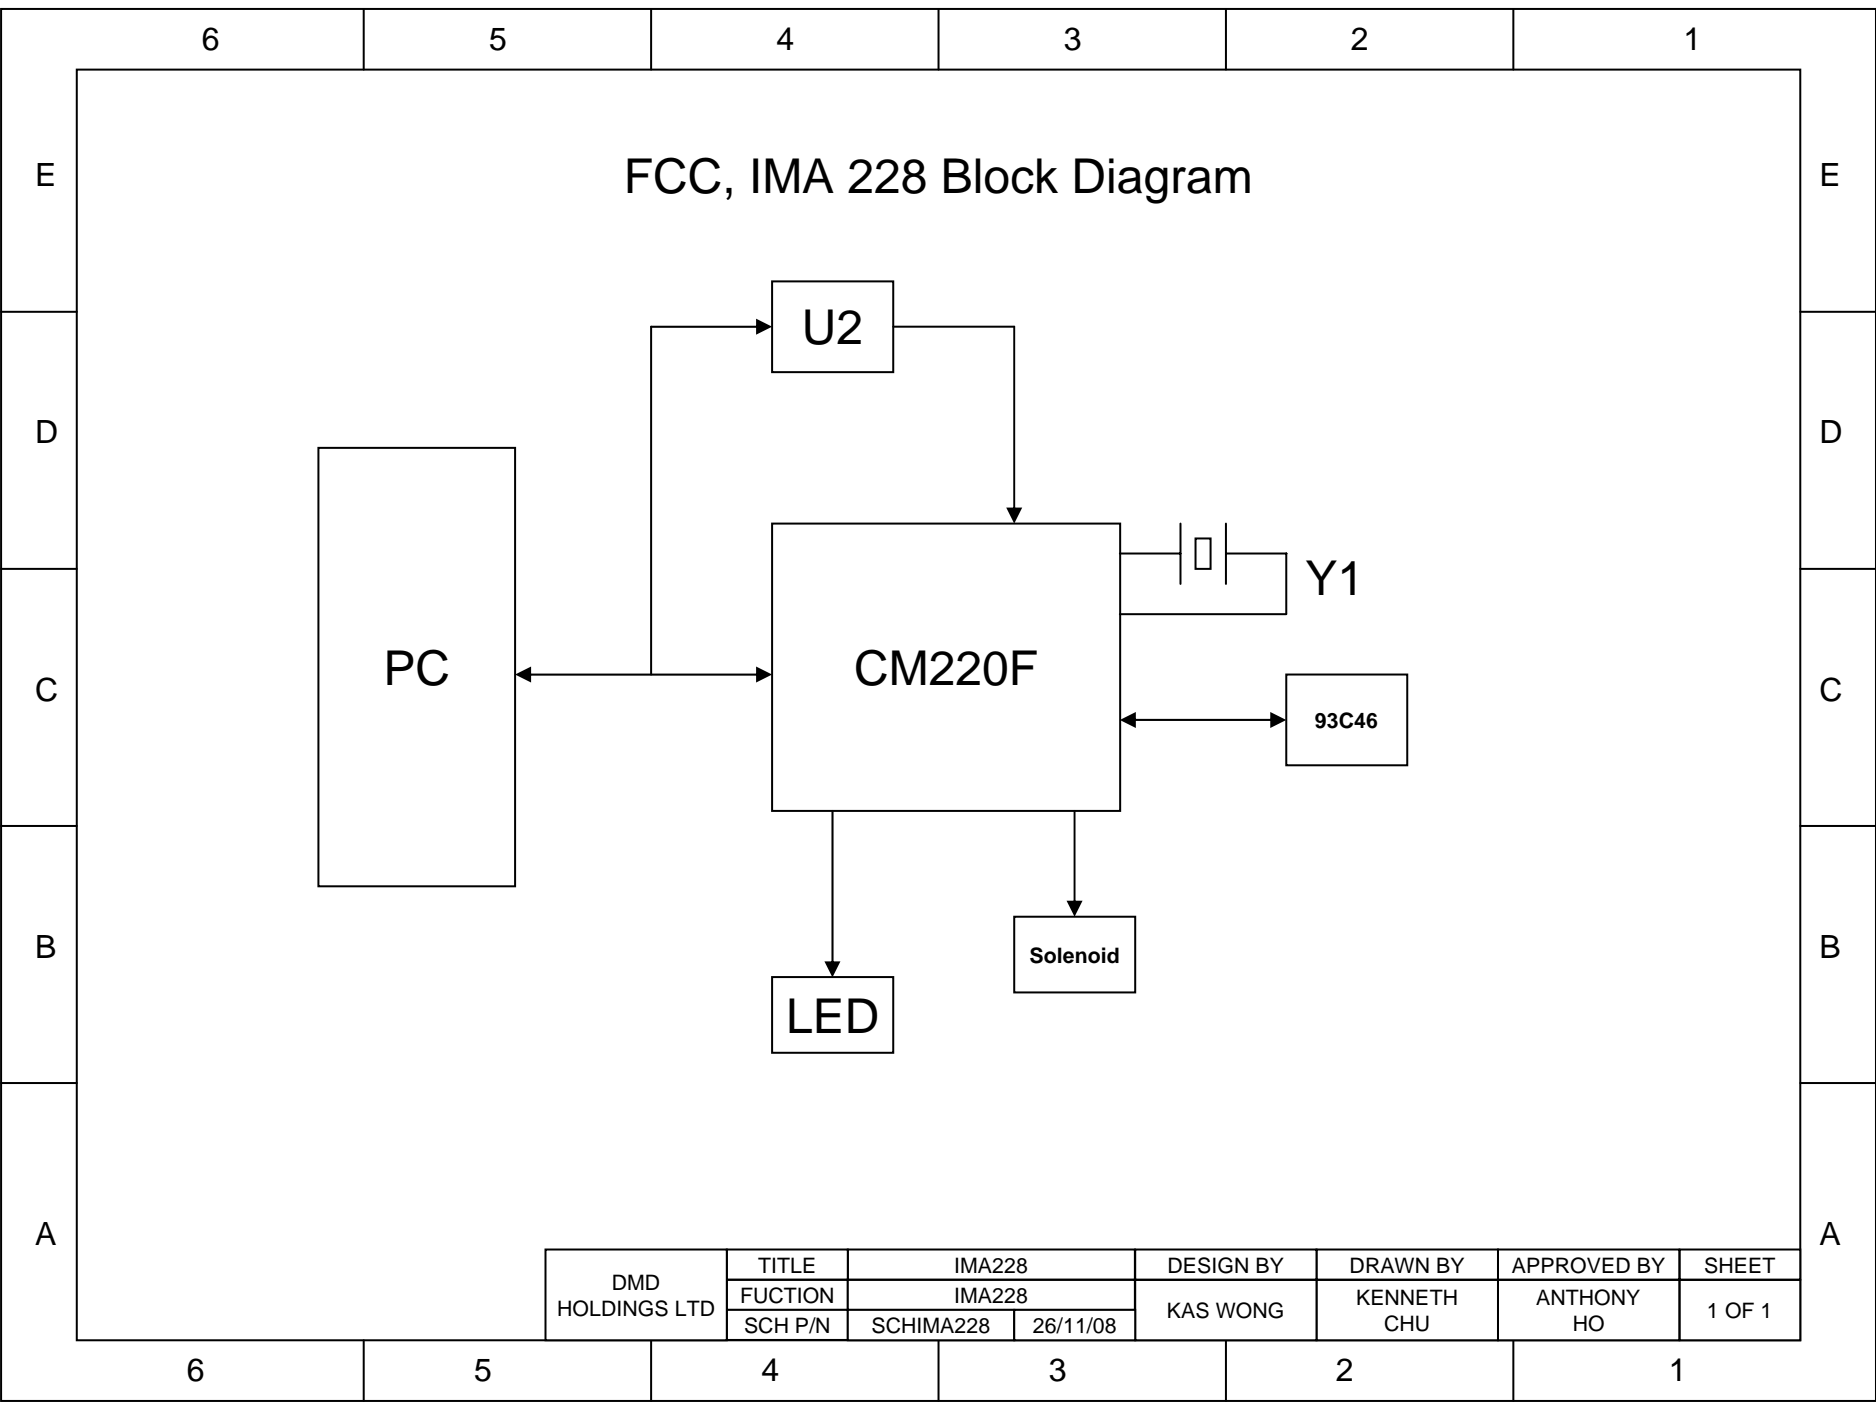 6 5 4 3 2 1
E E
FCC, IMA 228 Block Diagram
U2
D D
Y1
PC
CM220F
C C
93C46
B B
Solenoid
LED
A A
DMD
HOLDINGS LTD
TITLE IMA228 DESIGN BY DRAWN BY APPROVED BY SHEET
FUCTION IMA228
KAS WONG
KENNETH
CHU
ANTHONY
HO
1 OF 1
SCH P/N SCHIMA228 26/11/08
6 5 4 3 2 1